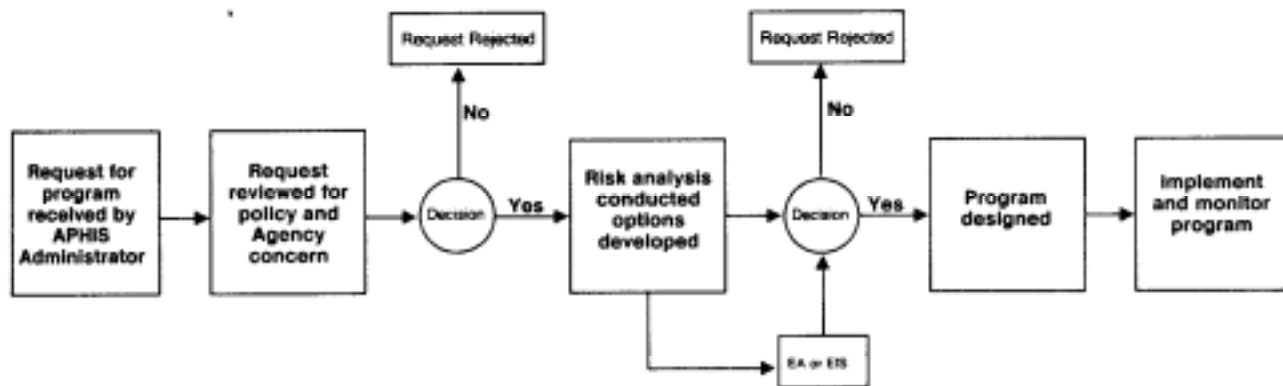 Request Rejected
Request Rejected
No
No
Request for
program
received by
APHIS
Administrator
Request
reviewed for
policy and
Agency
concern
Decision
Yes
Risk analysis
conducted
options
developed
Decision
Yes
Program
designed
Implement
and monitor
program
EA or EIS